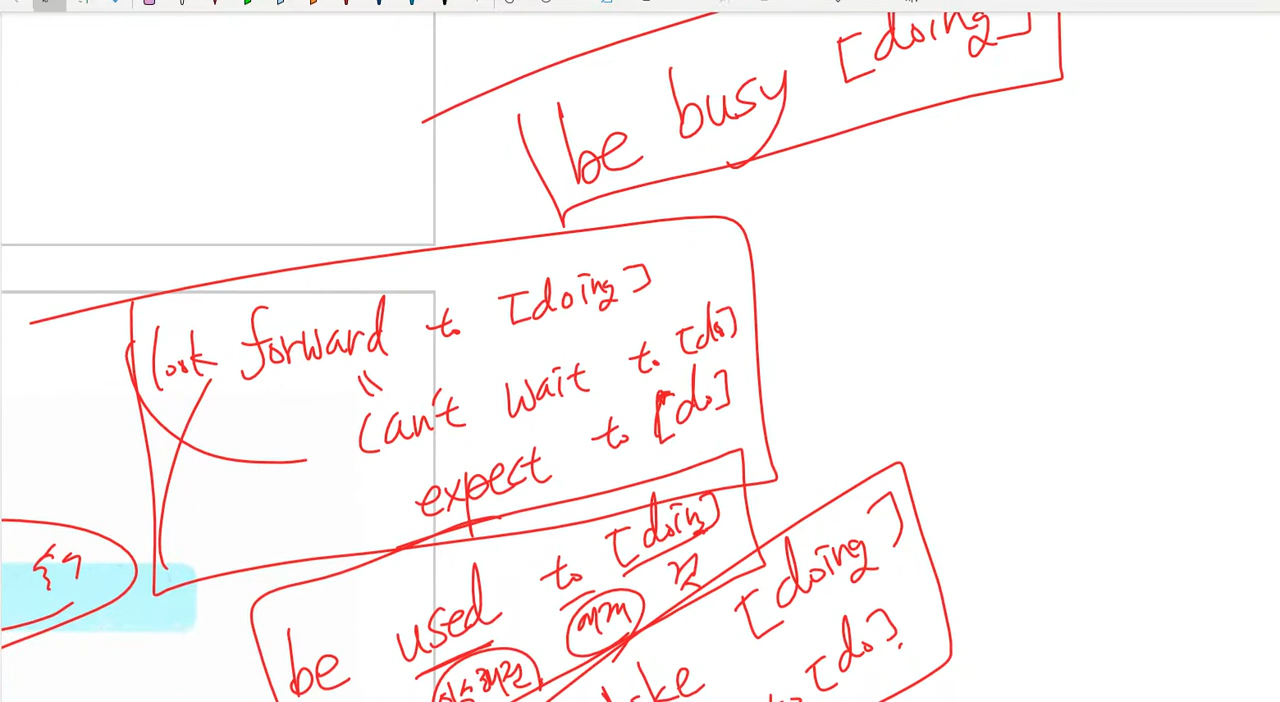 be busy [doing]
look forward to [doing]
"
can't wait to [do]
expect to [do]
be used to [doing]
[doing]
to [do]